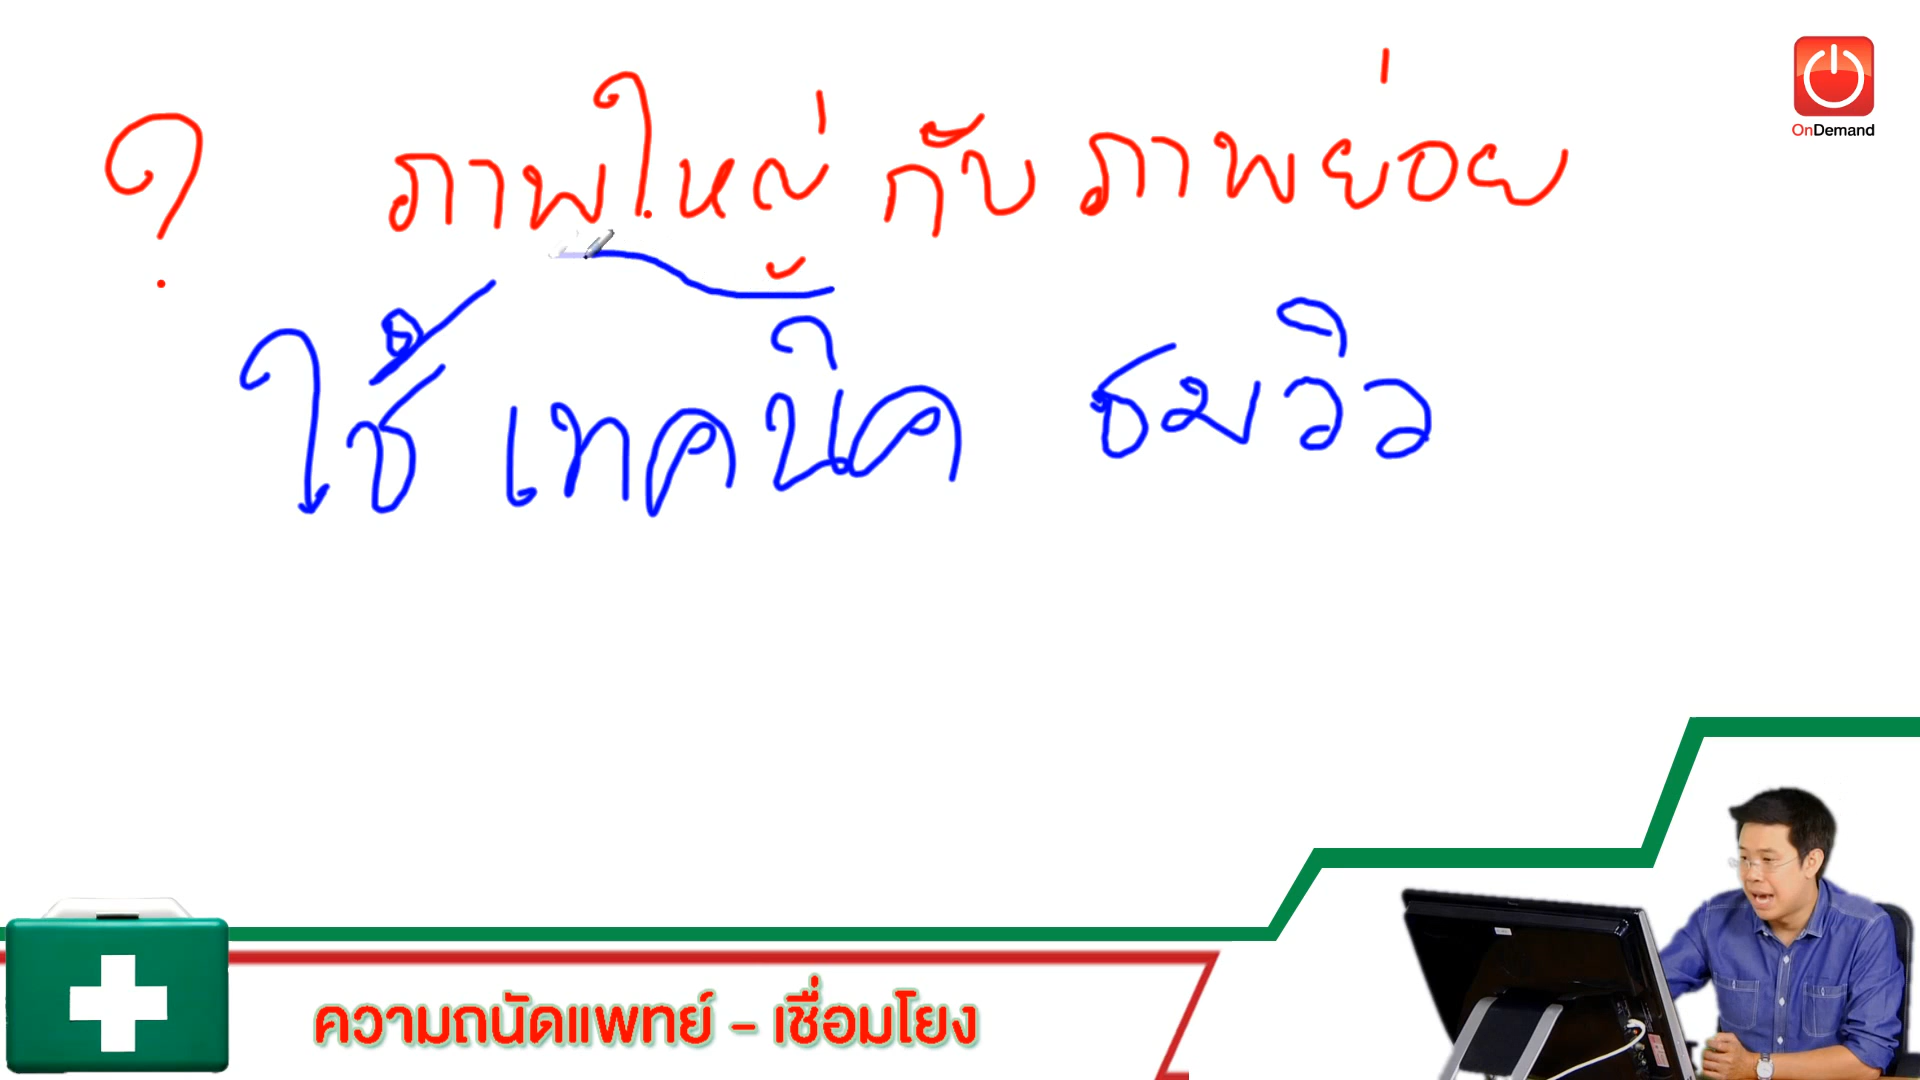 ? ภาพใหญ่ กับ ภาพย่อย
ใช้ เทคนิค ชมวิว
OnDemand
ความถนัดแพทย์ - เชื่อมโยง